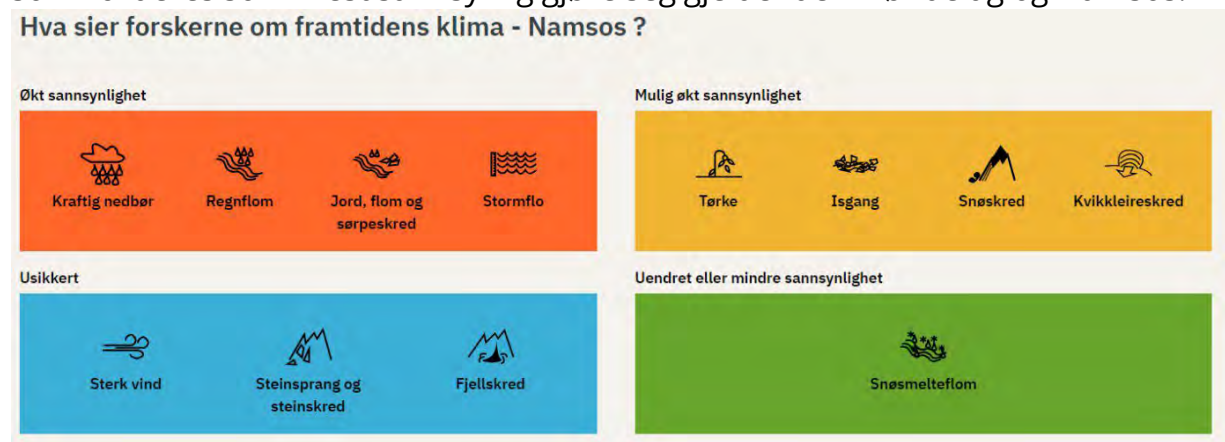 Hva sier forskerne om framtidens klima - Namsos ?
Økt sannsynlighet
Kraftig nedbør
Regnflom
Jord, flom og
sørpeskred
Stormflo
Mulig økt sannsynlighet
Tørke
Isgang
Snøskred
Kvikkleireskred
Usikkert
Sterk vind
Steinsprang og
steinskred
Fjellskred
Uendret eller mindre sannsynlighet
Snøsmelteflom